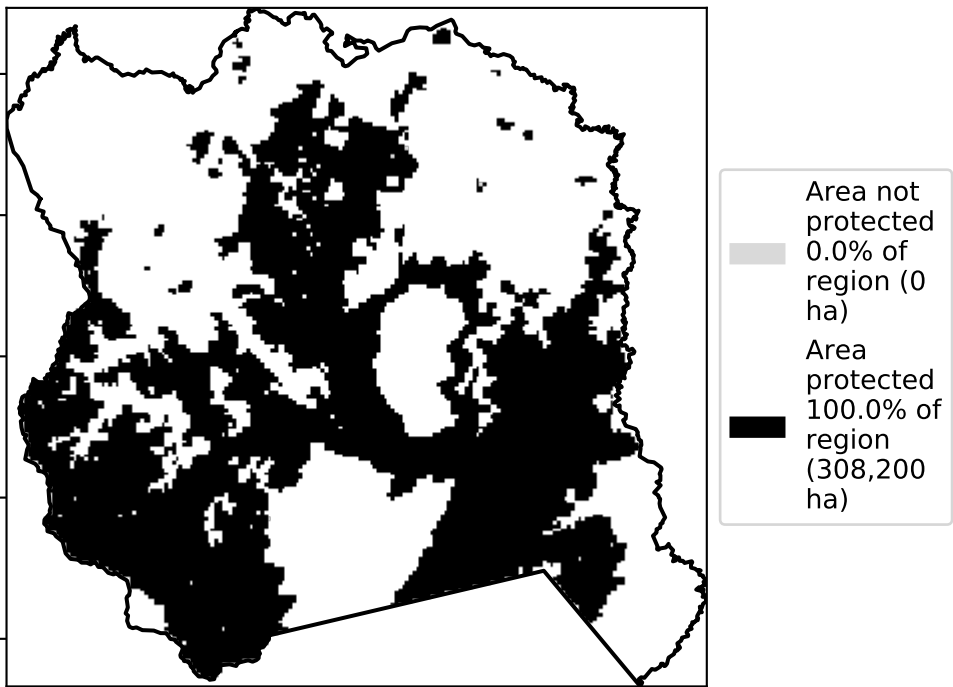 Area not
protected
0.0% of
region (0
ha)
Area
protected
100.0% of
region
(308,200
ha)